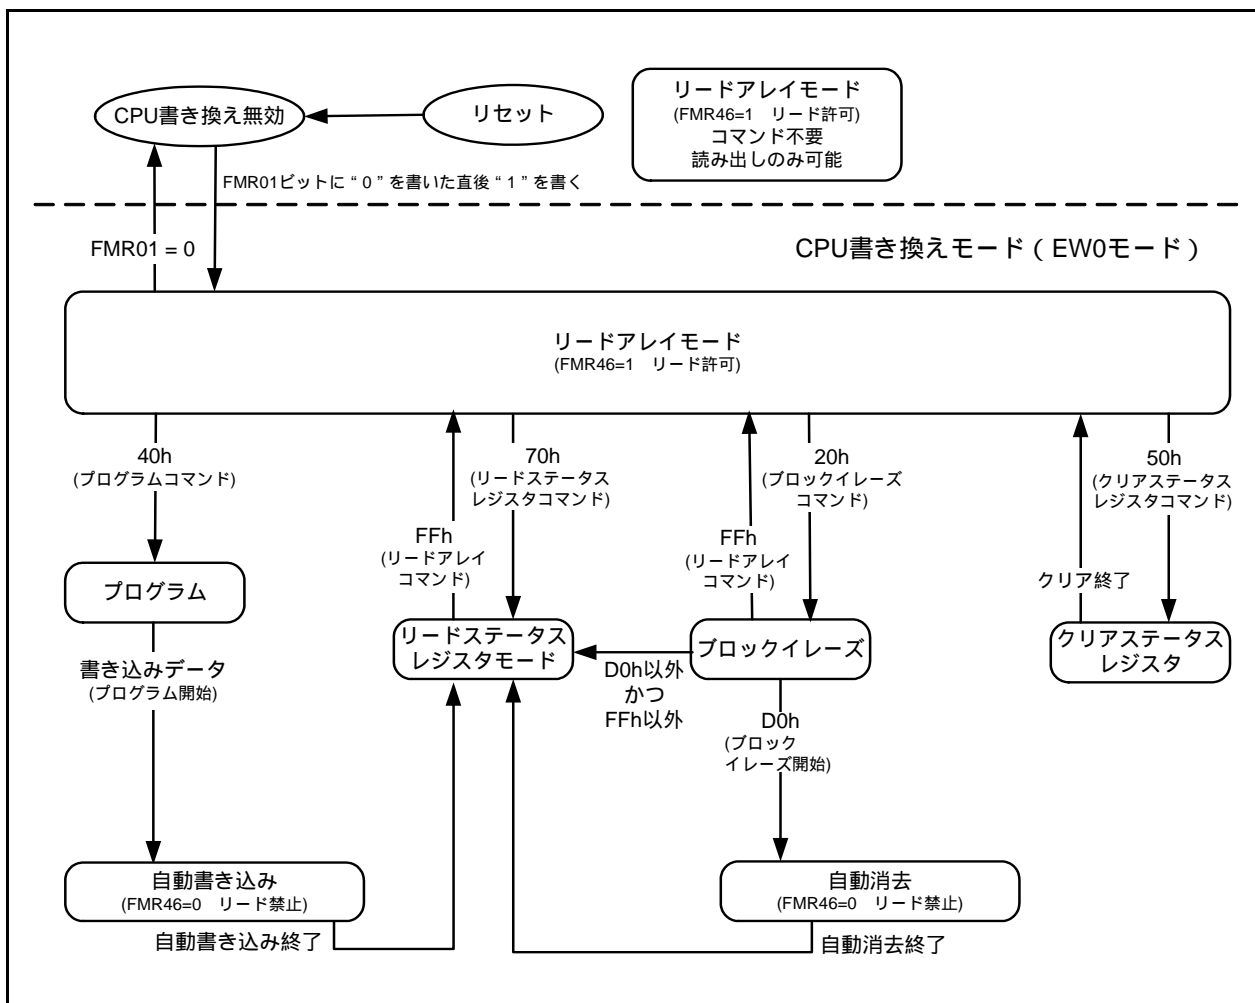 CPU書き換え無効
リセット
リードアレイモード
(FMR46=1　リード許可)
コマンド不要
読み出しのみ可能
FMR01ビットに“０”を書いた直後“１”を書く
FMR01 = 0
CPU書き換えモード（EW0モード）
リードアレイモード
(FMR46=1　リード許可)
40h
(プログラムコマンド)
70h
(リードステータス
レジスタコマンド)
20h
(ブロックイレーズ
コマンド)
50h
(クリアステータス
レジスタコマンド)
FFh
(リードアレイ
コマンド)
FFh
(リードアレイ
コマンド)
クリア終了
プログラム
リードステータス
レジスタモード
ブロックイレーズ
クリアステータス
レジスタ
書き込みデータ
(プログラム開始)
D0h以外
かつ
FFh以外
D0h
(ブロック
イレーズ開始)
自動書き込み
(FMR46=0　リード禁止)
自動消去
(FMR46=0　リード禁止)
自動書き込み終了
自動消去終了